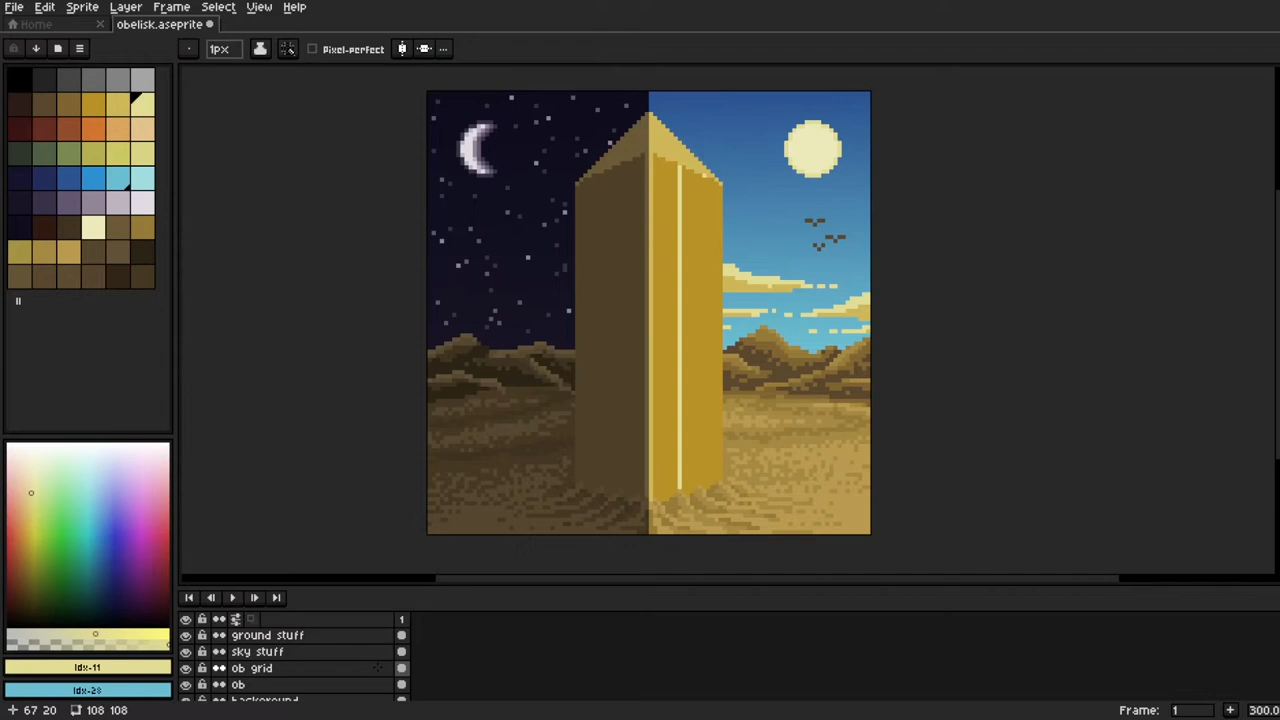 File Edit Sprite Layer Frame Select View Help
Home obelisk.aseprite
1px Pixel-perfect ...
1
ground stuff
sky stuff
ob grid
Idx-11
ob
Idx-28
background
67 20 108 108 Frame: 1 300.0